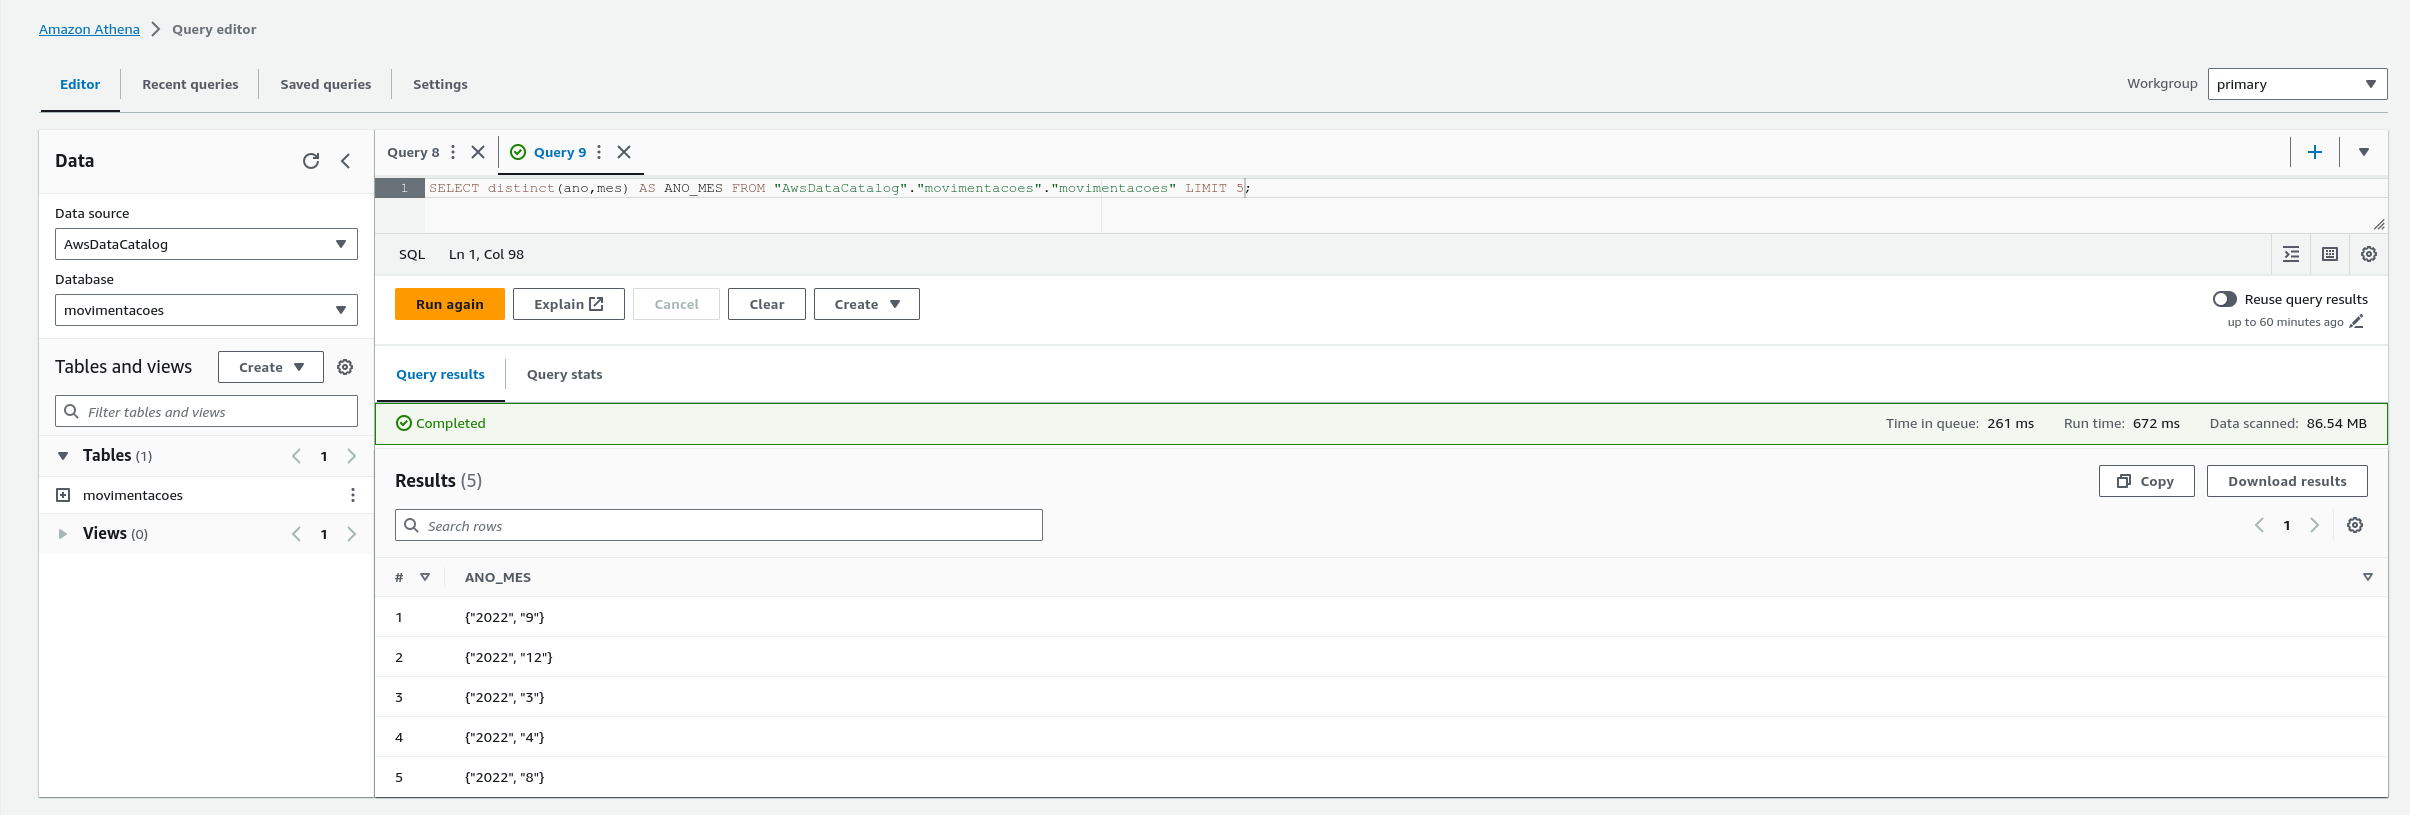 Amazon Athena > Query editor
Editor
Recent queries
Saved queries
Settings
Workgroup
primary
Data
Data source
AwsDataCatalog
Database
movimentacoes
Tables and views
Create
Filter tables and views
Tables (1)
1
movimentacoes
Views (0)
1
Query 8
Query 9
1 SELECT distinct(ano,mes) AS ANO_MES FROM "AwsDataCatalog"."movimentacoes"."movimentacoes" LIMIT 5;
SQL Ln 1, Col 98
Run again
Explain
Cancel
Clear
Create
Reuse query results
up to 60 minutes ago
Query results
Query stats
Completed
Time in queue: 261 ms Run time: 672 ms Data scanned: 86.54 MB
Results (5)
Copy
Download results
Search rows
1
# ANO_MES
1 {"2022", "9"}
2 {"2022", "12"}
3 {"2022", "3"}
4 {"2022", "4"}
5 {"2022", "8"}